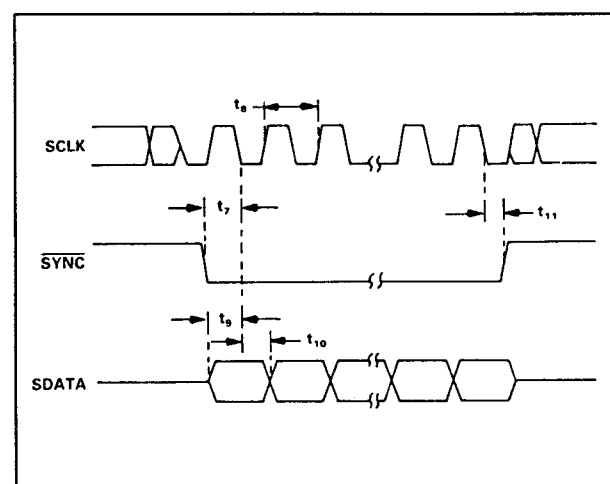 t₈
SCLK
t₇
t₁₁
SYNC
t₉
t₁₀
SDATA